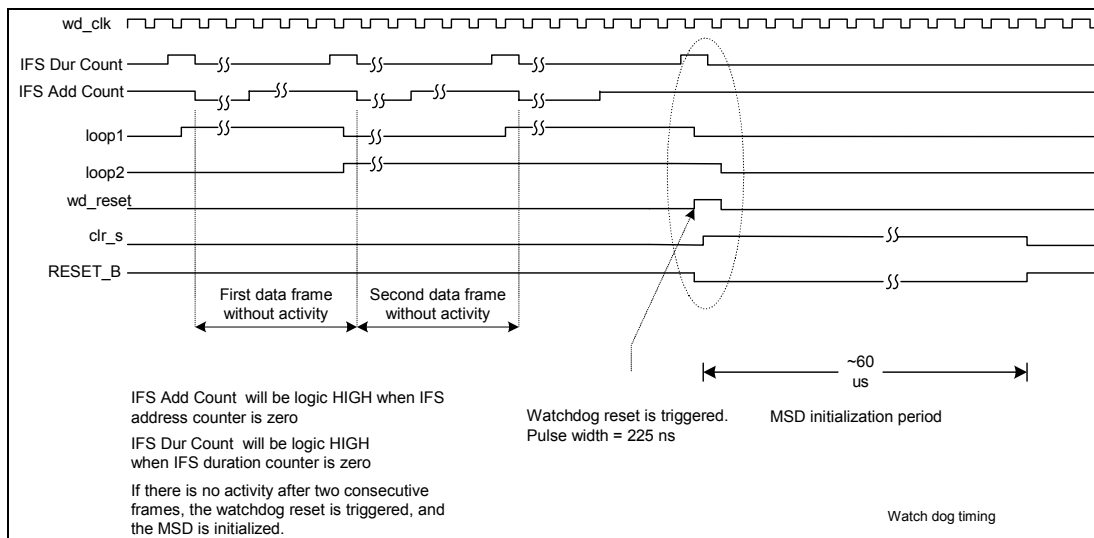 wd_clk
IFS Dur Count
IFS Add Count
loop1
loop2
wd_reset
clr_s
RESET_B
First data frame
without activity
Second data frame
without activity
~60
us
IFS Add Count will be logic HIGH when IFS
address counter is zero
IFS Dur Count will be logic HIGH
when IFS duration counter is zero
If there is no activity after two consecutive
frames, the watchdog reset is triggered, and
the MSD is initialized.
Watchdog reset is triggered.
Pulse width = 225 ns
MSD initialization period
Watch dog timing